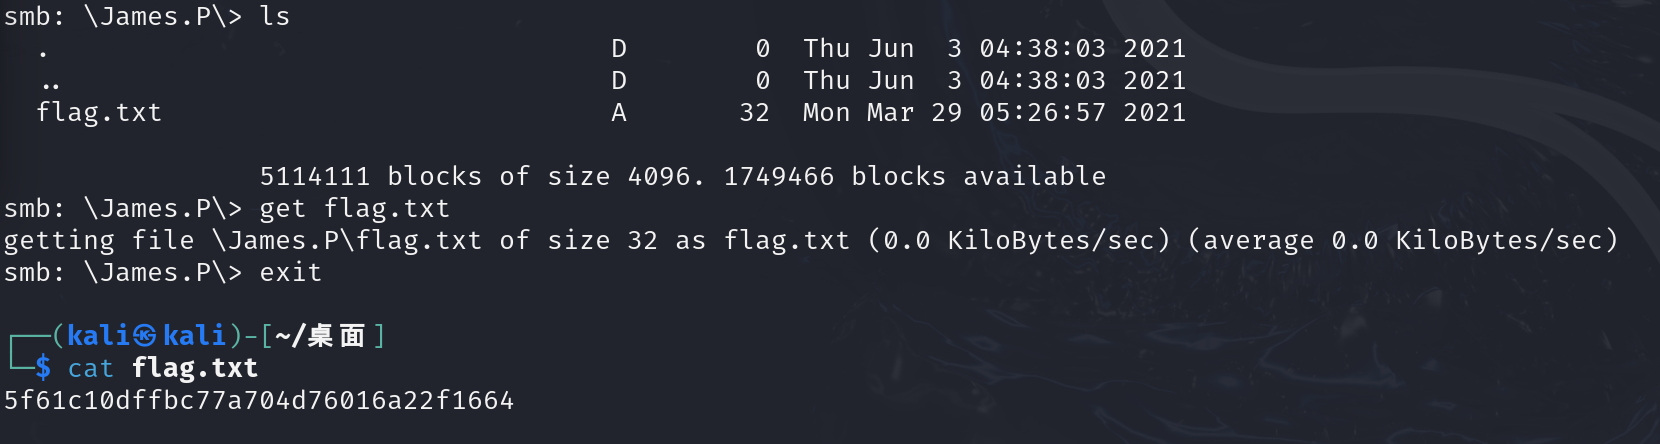 smb: \James.P\> ls
  .                                   D        0  Thu Jun  3 04:38:03 2021
  ..                                  D        0  Thu Jun  3 04:38:03 2021
  flag.txt                            A       32  Mon Mar 29 05:26:57 2021
                5114111 blocks of size 4096. 1749466 blocks available
smb: \James.P\> get flag.txt
getting file \James.P\flag.txt of size 32 as flag.txt (0.0 KiloBytes/sec) (average 0.0 KiloBytes/sec)
smb: \James.P\> exit
┌──(kali㉿kali)-[~/桌面]
└─$ cat flag.txt
5f61c10dffbc77a704d76016a22f1664